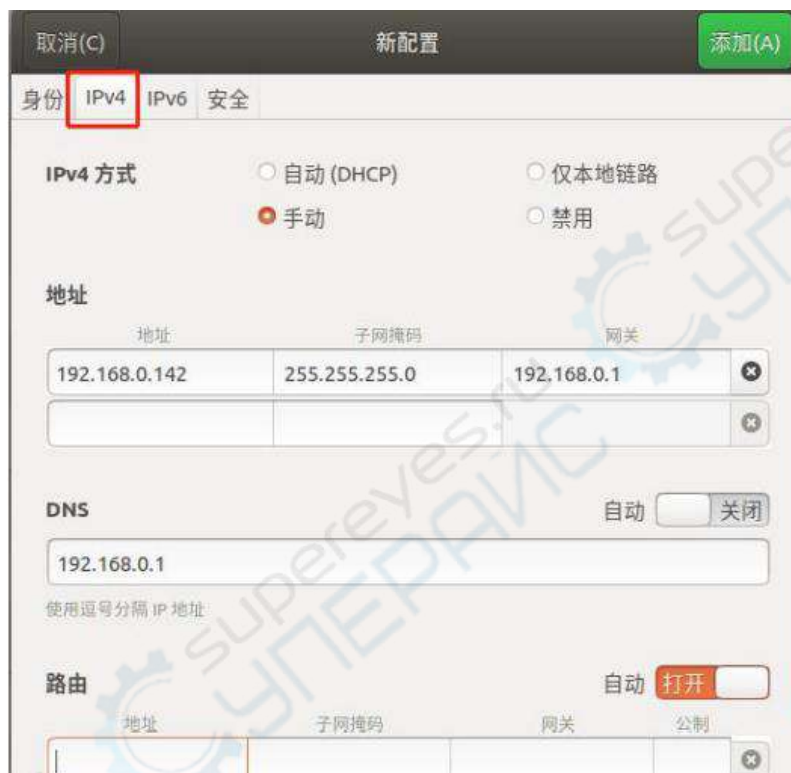 取消(C) 新配置 添加(A)
身份 IPv4 IPv6 安全
IPv4 方式 自动 (DHCP) 仅本地链路
手动 禁用
地址
地址 子网掩码 网关
192.168.0.142 255.255.255.0 192.168.0.1
DNS 自动 关闭
192.168.0.1
使用逗号分隔 IP 地址
路由 自动 打开
地址 子网掩码 网关 公制
supereyes.ru
СУПЕРАЙС